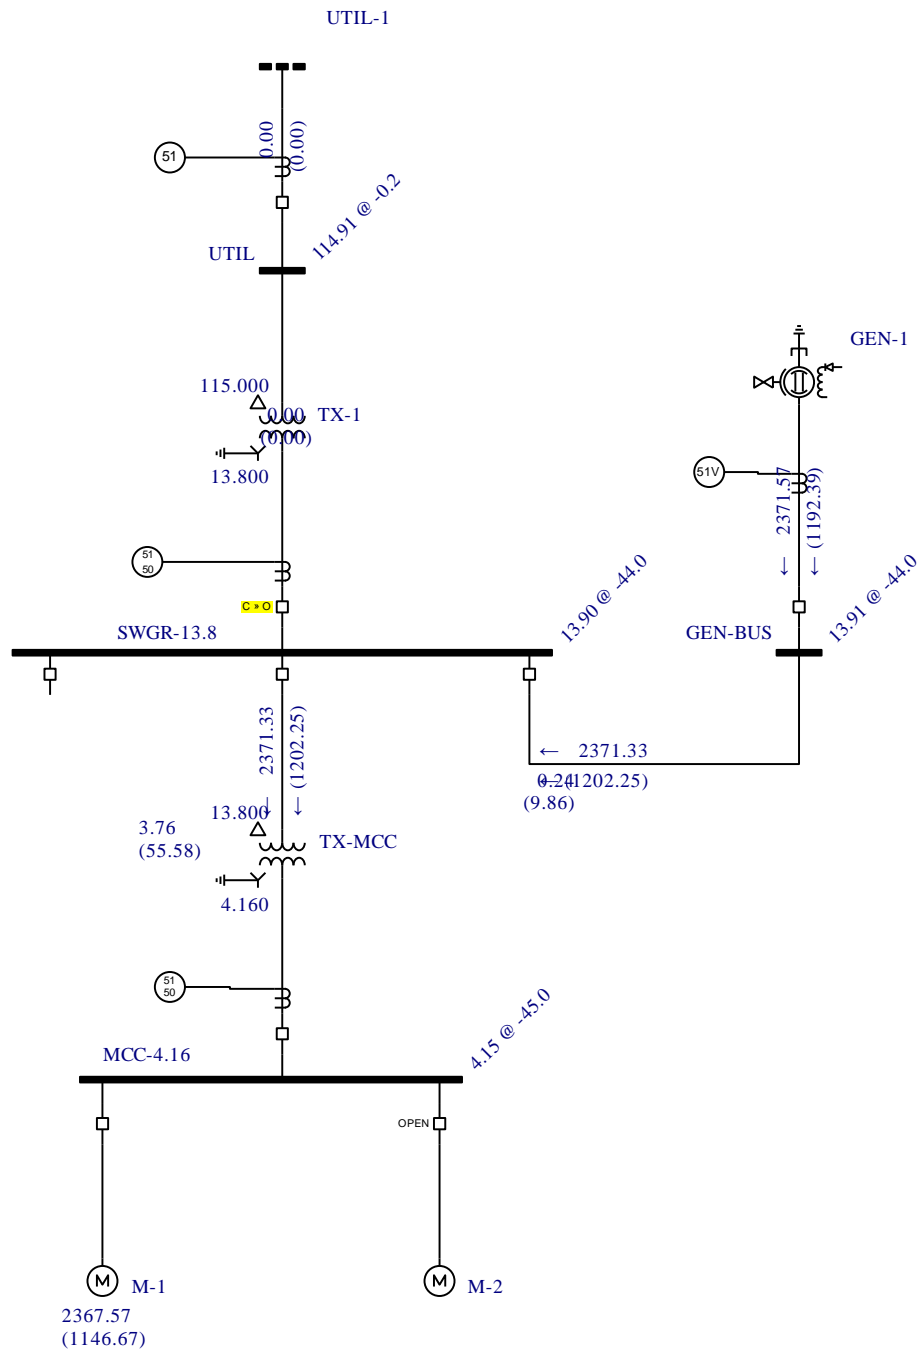 UTIL-1
0.00
(0.00)
51
114.91 @ -0.2
UTIL
115.000
0.00
(0.00)
TX-1
13.800
51
50
C » O
SWGR-13.8
13.90 @ -44.0
GEN-1
51V
2371.57
(1192.39)
↓ ↓
GEN-BUS
13.91 @ -44.0
2371.33
(1202.25)
↓ ↓
← 2371.33
← (1202.25)
0.24
(9.86)
13.800
3.76
(55.58)
TX-MCC
4.160
51
50
MCC-4.16
4.15 @ -45.0
OPEN
M
M-1
M
M-2
2367.57
(1146.67)